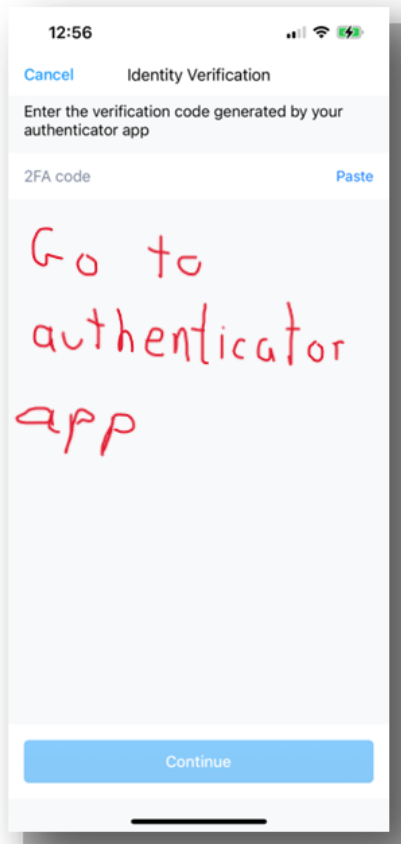 12:56
Cancel Identity Verification
Enter the verification code generated by your
authenticator app
2FA code Paste
Go to
authenticator
app
Continue